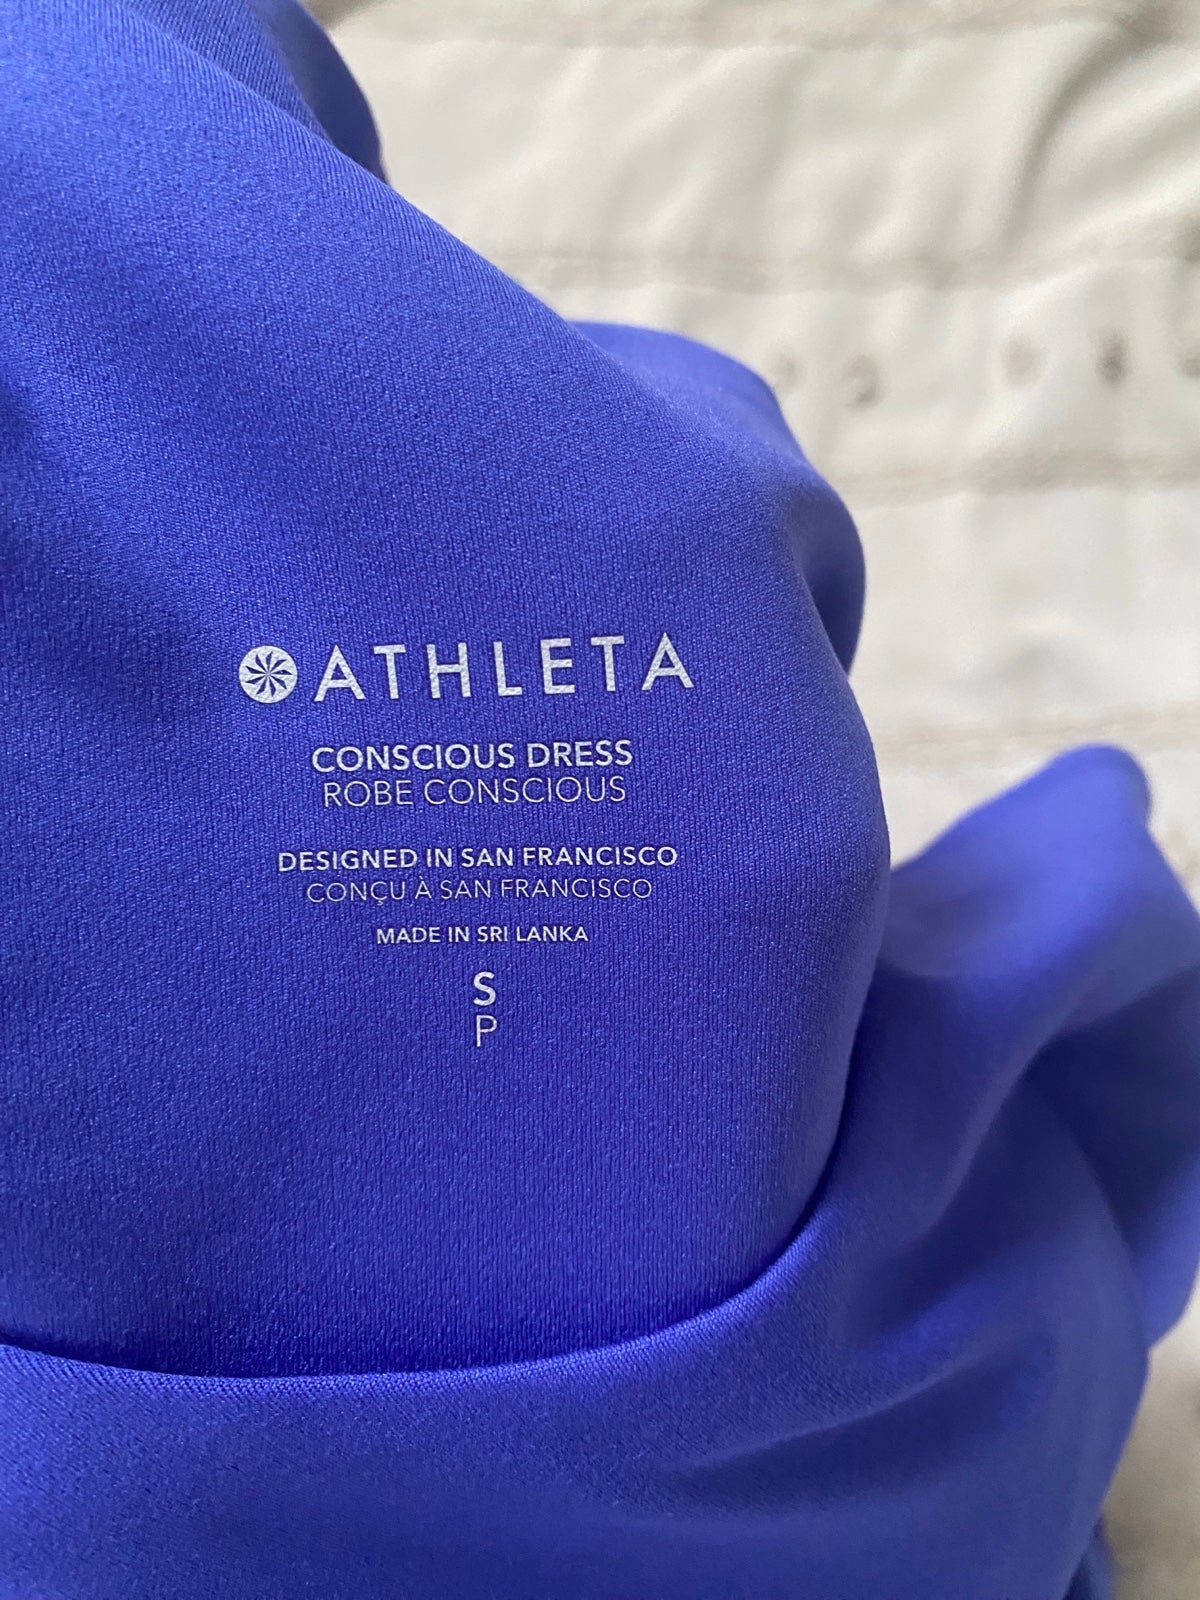 ATHLETA
CONSCIOUS DRESS
ROBE CONSCIOUS
DESIGNED IN SAN FRANCISCO
CONÇU À SAN FRANCISCO
MADE IN SRI LANKA
S
P